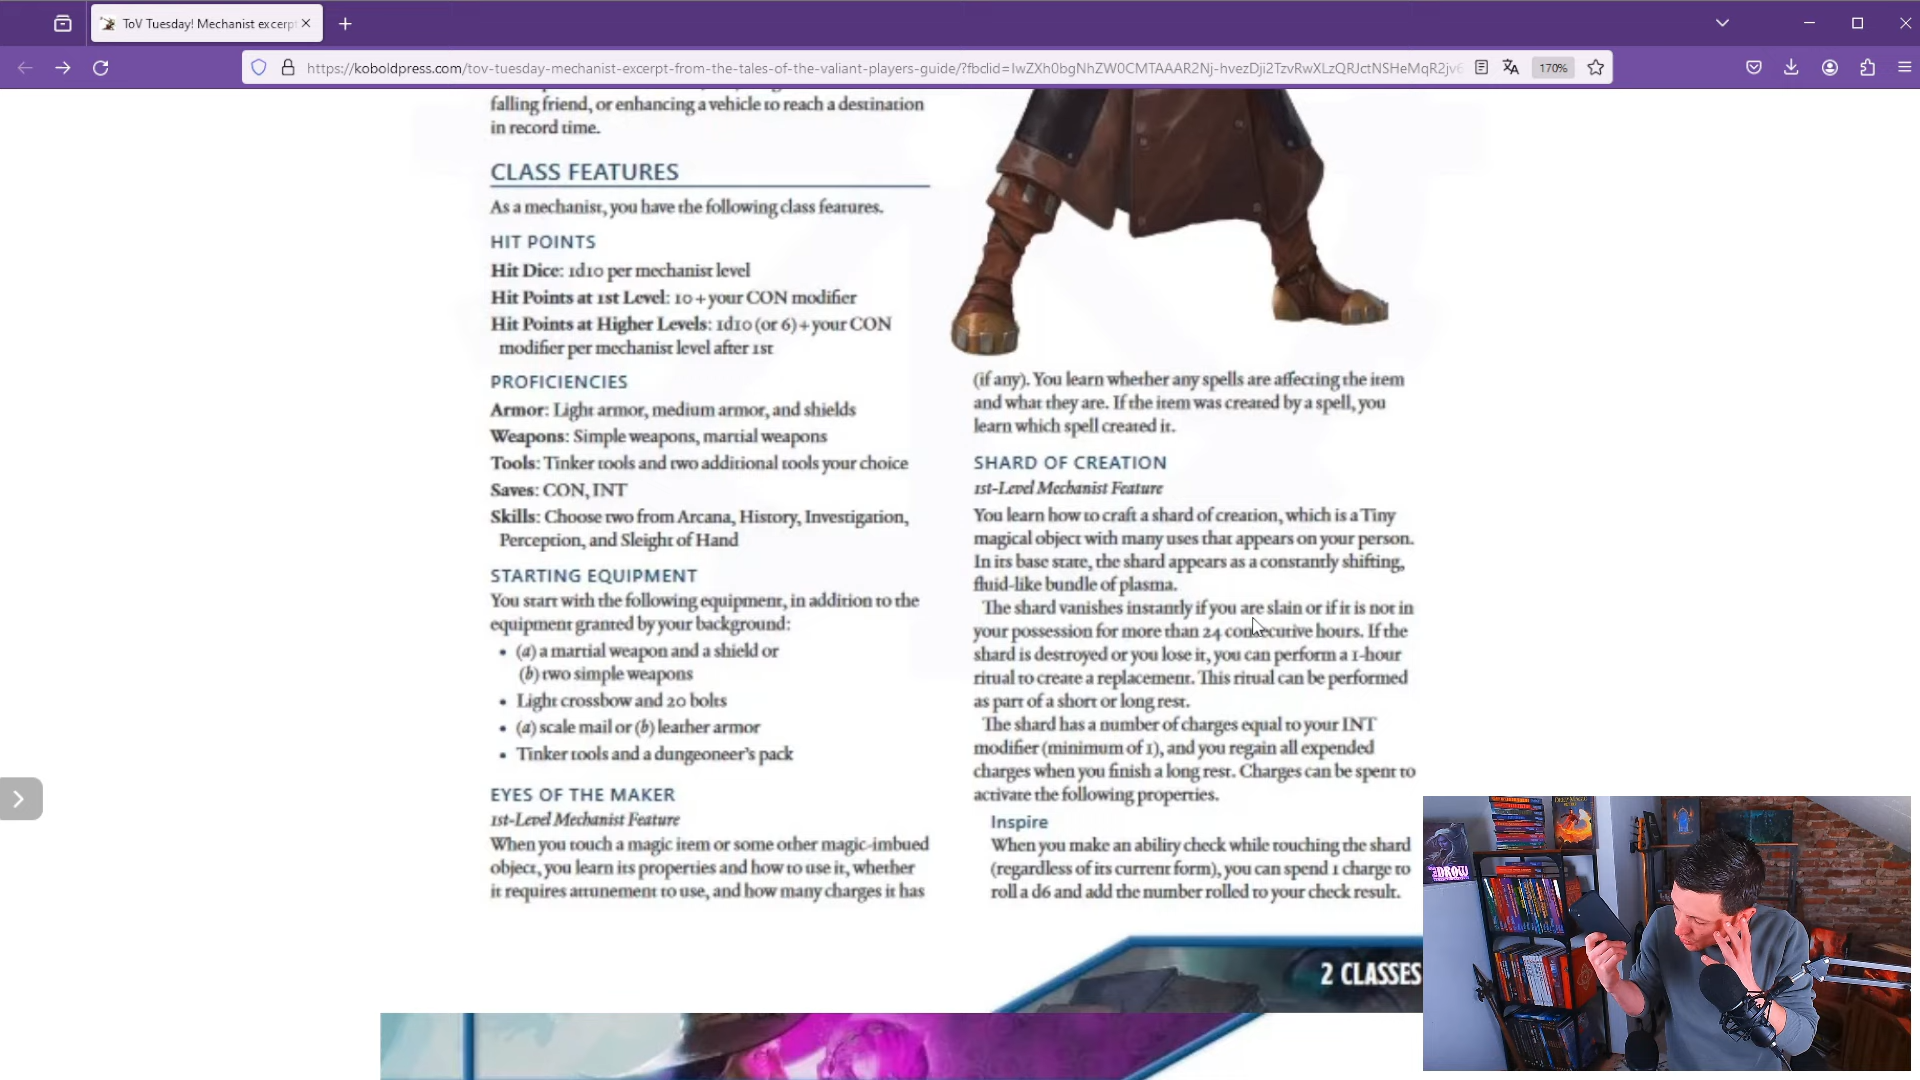 ToV Tuesday! Mechanist excerpt
https://koboldpress.com/tov-tuesday-mechanist-excerpt-from-the-tales-of-the-valiant-players-guide/?fbclid=IwZXh0bgNhZW0CMTAAAR2Nj-hvezDji2TzvRwXLzQRJctNSHeMqR2jv6
170%
falling friend, or enhancing a vehicle to reach a destination
in record time.
CLASS FEATURES
As a mechanist, you have the following class features.
HIT POINTS
Hit Dice: 1d10 per mechanist level
Hit Points at 1st Level: 10 + your CON modifier
Hit Points at Higher Levels: 1d10 (or 6) + your CON
modifier per mechanist level after 1st
PROFICIENCIES
Armor: Light armor, medium armor, and shields
Weapons: Simple weapons, martial weapons
Tools: Tinker tools and two additional tools your choice
Saves: CON, INT
Skills: Choose two from Arcana, History, Investigation,
Perception, and Sleight of Hand
STARTING EQUIPMENT
You start with the following equipment, in addition to the
equipment granted by your background:
• (a) a martial weapon and a shield or
(b) two simple weapons
• Light crossbow and 20 bolts
• (a) scale mail or (b) leather armor
• Tinker tools and a dungeoneer's pack
EYES OF THE MAKER
1st-Level Mechanist Feature
When you touch a magic item or some other magic-imbued
object, you learn its properties and how to use it, whether
it requires attunement to use, and how many charges it has
(if any). You learn whether any spells are affecting the item
and what they are. If the item was created by a spell, you
learn which spell created it.
SHARD OF CREATION
1st-Level Mechanist Feature
You learn how to craft a shard of creation, which is a Tiny
magical object with many uses that appears on your person.
In its base state, the shard appears as a constantly shifting,
fluid-like bundle of plasma.
The shard vanishes instantly if you are slain or if it is not in
your possession for more than 24 consecutive hours. If the
shard is destroyed or you lose it, you can perform a 1-hour
ritual to create a replacement. This ritual can be performed
as part of a short or long rest.
The shard has a number of charges equal to your INT
modifier (minimum of 1), and you regain all expended
charges when you finish a long rest. Charges can be spent to
activate the following properties.
Inspire
When you make an ability check while touching the shard
(regardless of its current form), you can spend 1 charge to
roll a d6 and add the number rolled to your check result.
2 CLASSES
DROW